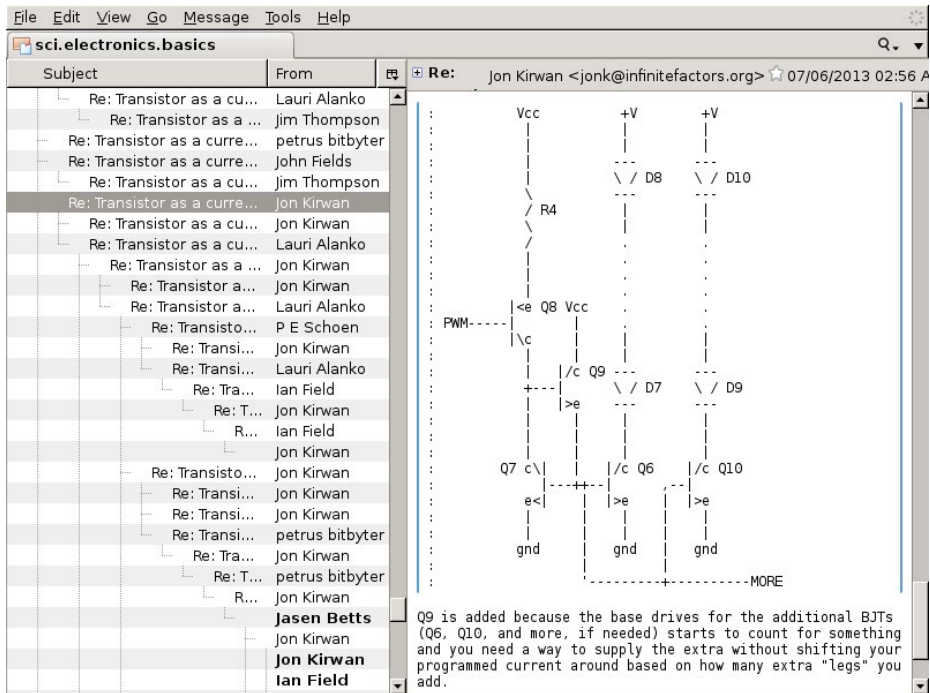 File Edit View Go Message Tools Help
sci.electronics.basics
Subject From
Re: Transistor as a cu... Lauri Alanko
Re: Transistor as a ... Jim Thompson
Re: Transistor as a curre... petrus bitbyter
Re: Transistor as a curre... John Fields
Re: Transistor as a cu... Jim Thompson
Re: Transistor as a curre... Jon Kirwan
Re: Transistor as a cu... Jon Kirwan
Re: Transistor as a cu... Lauri Alanko
Re: Transistor as a ... Jon Kirwan
Re: Transistor a... Jon Kirwan
Re: Transistor a... Lauri Alanko
Re: Transisto... P E Schoen
Re: Transi... Jon Kirwan
Re: Transi... Lauri Alanko
Re: Tra... Ian Field
Re: T... Jon Kirwan
R... Ian Field
Jon Kirwan
Re: Transisto... Jon Kirwan
Re: Transi... Jon Kirwan
Re: Transi... Jon Kirwan
Re: Transi... petrus bitbyter
Re: Tra... Jon Kirwan
Re: T... petrus bitbyter
R... Jon Kirwan
Jasen Betts
Jon Kirwan
Jon Kirwan
Ian Field
Re: Jon Kirwan <jonk@infinitefactors.org> 07/06/2013 02:56 A
: Vcc +V +V
: | | |
: | | |
: | --- ---
: | \ / D8 \ / D10
: \ --- ---
: / R4 | |
: \ | |
: / . .
: | . .
: | . .
: | . .
: |<e Q8 Vcc . .
: PWM-----| | . .
: |\c | | |
: | |/c Q9 --- ---
: +---| \ / D7 \ / D9
: | |>e --- ---
: | | | |
: | | | |
: | | | |
: Q7 c\| | |/c Q6 |/c Q10
: |---++--| ,--|
: e<| | |>e | |>e
: | | | | |
: gnd | gnd | gnd
: | |
: '---------+----------MORE
Q9 is added because the base drives for the additional BJTs
(Q6, Q10, and more, if needed) starts to count for something
and you need a way to supply the extra without shifting your
programmed current around based on how many extra "legs" you
add.